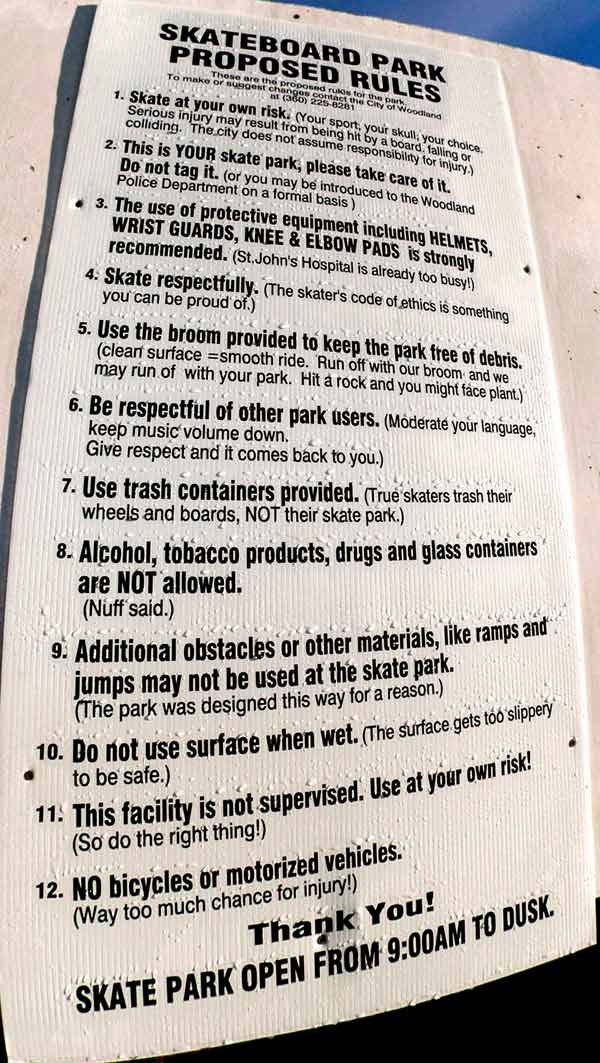 SKATEBOARD PARK
PROPOSED RULES
These are the proposed rules for the park.
To make or suggest changes contact the City of Woodland
at (360) 225-8281
1. Skate at your own risk. (Your sport, your skull, your choice.
Serious injury may result from being hit by a board, falling or
colliding. The city does not assume responsibility for injury.)
2. This is YOUR skate park, please take care of it.
Do not tag it. (or you may be introduced to the Woodland
Police Department on a formal basis )
3. The use of protective equipment including HELMETS,
WRIST GUARDS, KNEE & ELBOW PADS is strongly
recommended. (St.John's Hospital is already too busy!)
4. Skate respectfully. (The skater's code of ethics is something
you can be proud of.)
5. Use the broom provided to keep the park free of debris.
(clean surface =smooth ride. Run off with our broom and we
may run of with your park. Hit a rock and you might face plant.)
6. Be respectful of other park users. (Moderate your language,
keep music volume down.
Give respect and it comes back to you.)
7. Use trash containers provided. (True skaters trash their
wheels and boards, NOT their skate park.)
8. Alcohol, tobacco products, drugs and glass containers
are NOT allowed.
(Nuff said.)
9. Additional obstacles or other materials, like ramps and
jumps may not be used at the skate park.
(The park was designed this way for a reason.)
10. Do not use surface when wet. (The surface gets too slippery
to be safe.)
11. This facility is not supervised. Use at your own risk!
(So do the right thing!)
12. NO bicycles or motorized vehicles.
(Way too much chance for injury!)
Thank You!
SKATE PARK OPEN FROM 9:00AM TO DUSK.